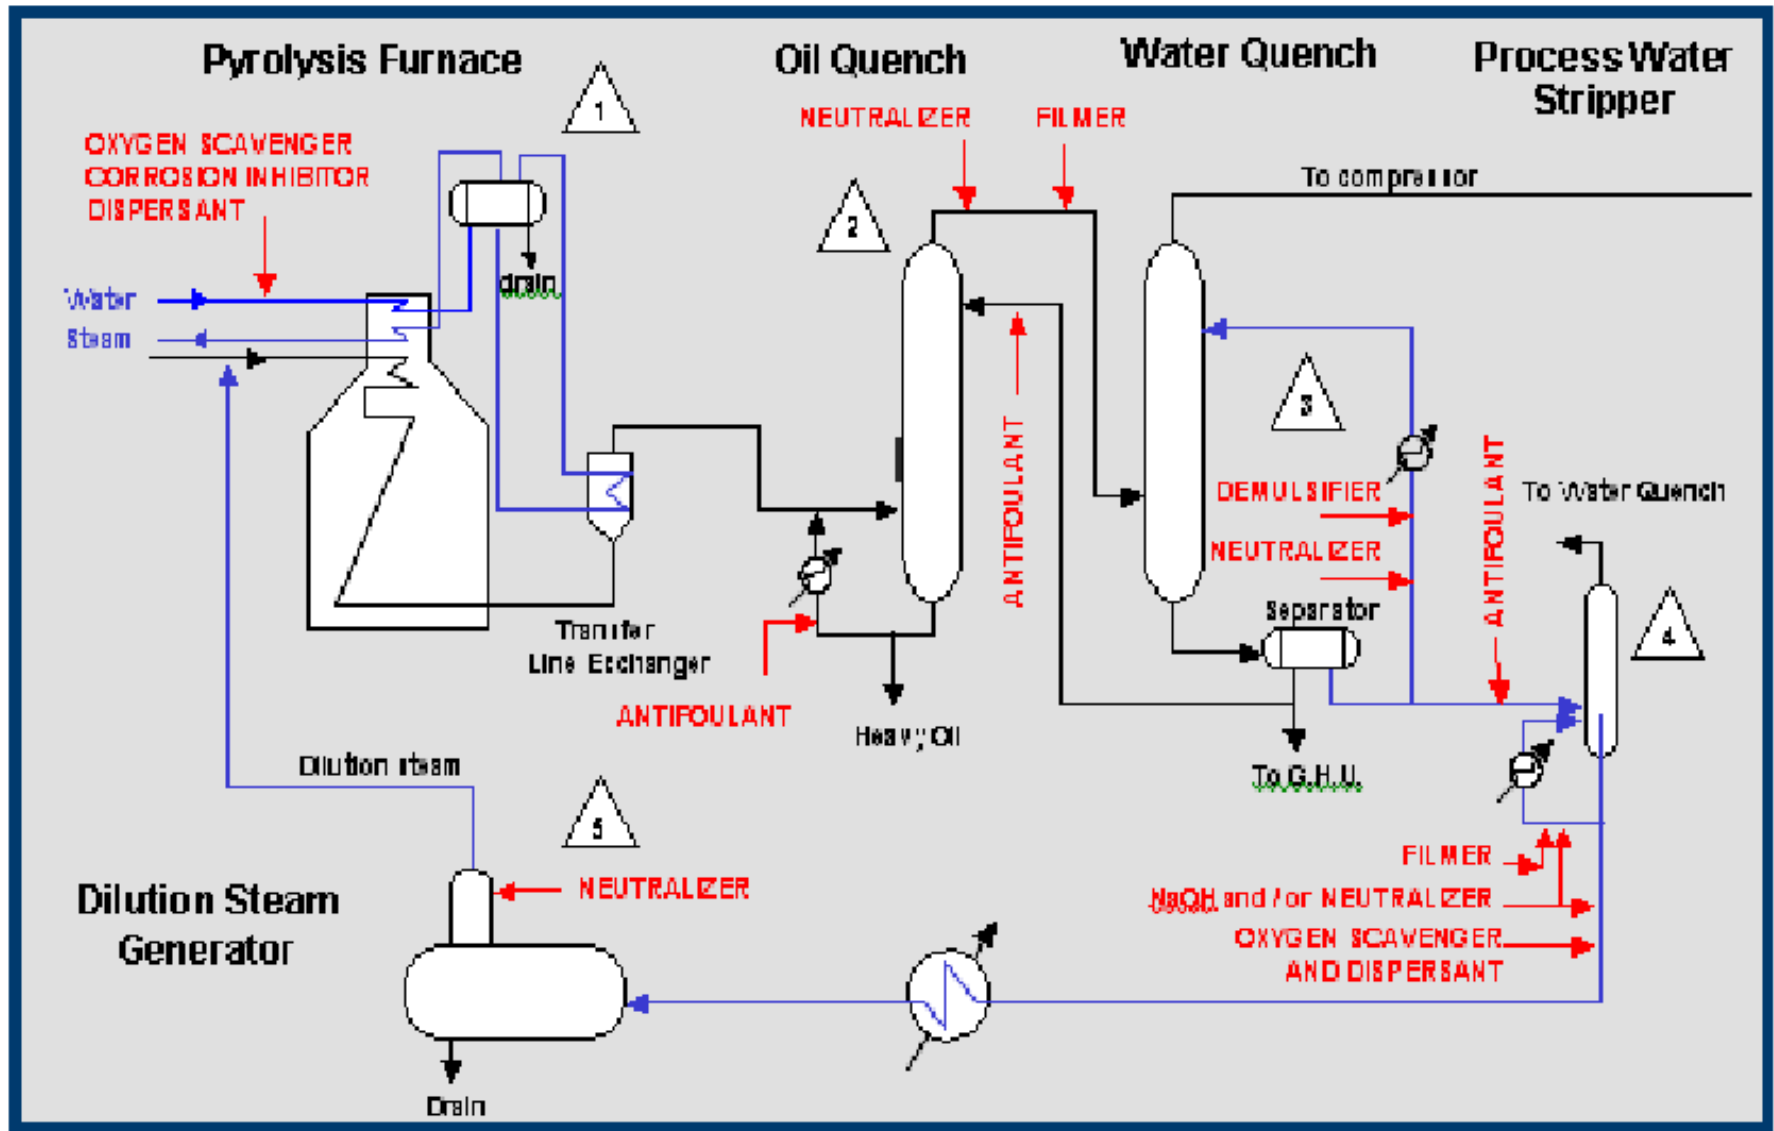 Pyrolysis Furnace
Oil Quench
Water Quench
Process Water
Stripper
1
NEUTRALIZER
FILMER
OXYGEN SCAVENGER
CORROSION INHIBITOR
DISPERSANT
To compressor
2
drain
Water
Steam
3
ANTIFOULANT
ANTIFOULANT
DEMULSIFIER
To Water Quench
NEUTRALIZER
Separator
4
Transfer
Line Exchanger
ANTIFOULANT
Heavy Oil
To G.H.U.
Dilution steam
5
FILMER
NEUTRALIZER
NaOH and / or NEUTRALIZER
Dilution Steam
Generator
OXYGEN SCAVENGER
AND DISPERSANT
Drain